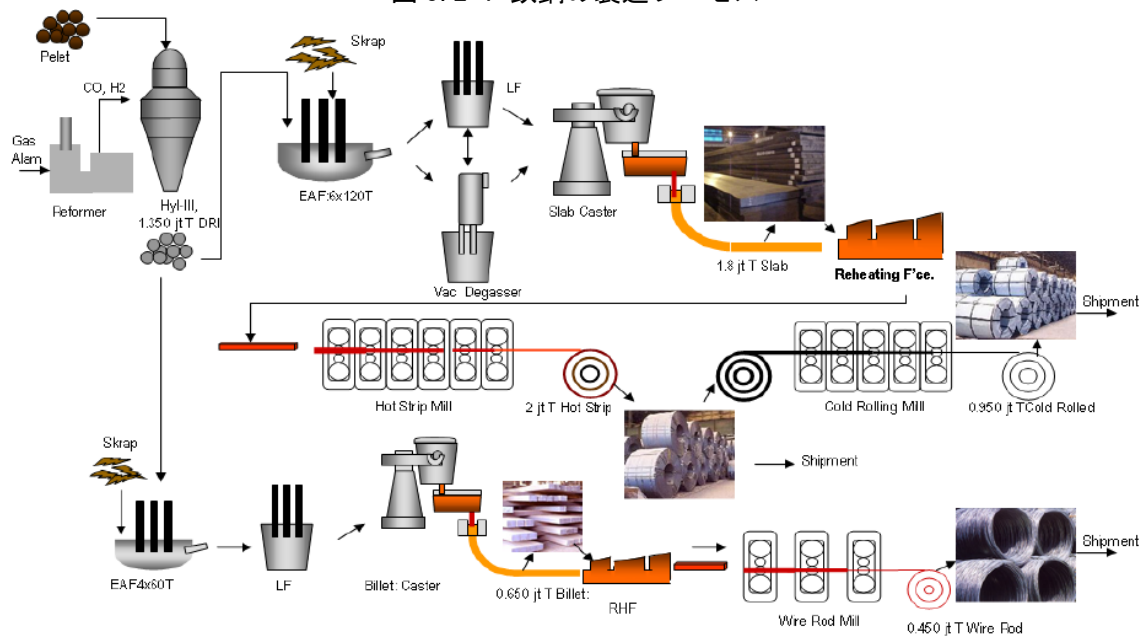 Pelet
Skrap
CO, H2
LF
Gas
Alam
Reformer
Hyl-III,
1.350 jt T DRI
EAF:6x120T
Vac. Degasser
Slab Caster
1.8 jt T Slab
Reheating F'ce.
Shipment
Hot Strip Mill
2 jt T Hot Strip
Cold Rolling Mill
0.950 jt TCold Rolled
Shipment
Skrap
EAF4x60T
LF
Billet: Caster
0.650 jt T Billet:
RHF
Wire Rod Mill
0.450 jt T Wire Rod
Shipment